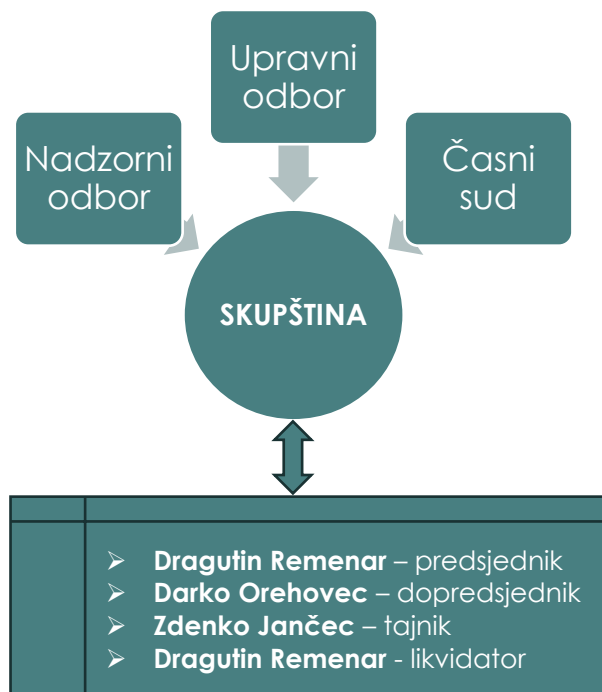 Upravni
odbor
Nadzorni
odbor
Časni
sud
SKUPŠTINA
➢ Dragutin Remenar – predsjednik
➢ Darko Orehovec – dopredsjednik
➢ Zdenko Jančec – tajnik
➢ Dragutin Remenar - likvidator